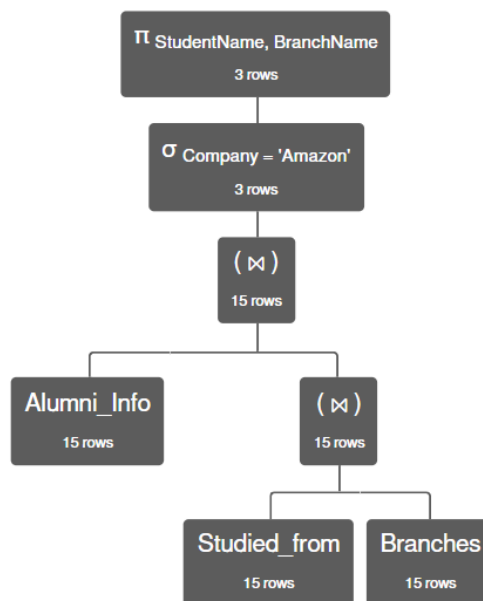 π StudentName, BranchName
3 rows
σ Company = 'Amazon'
3 rows
( ⋈ )
15 rows
Alumni_Info
15 rows
( ⋈ )
15 rows
Studied_from
15 rows
Branches
15 rows